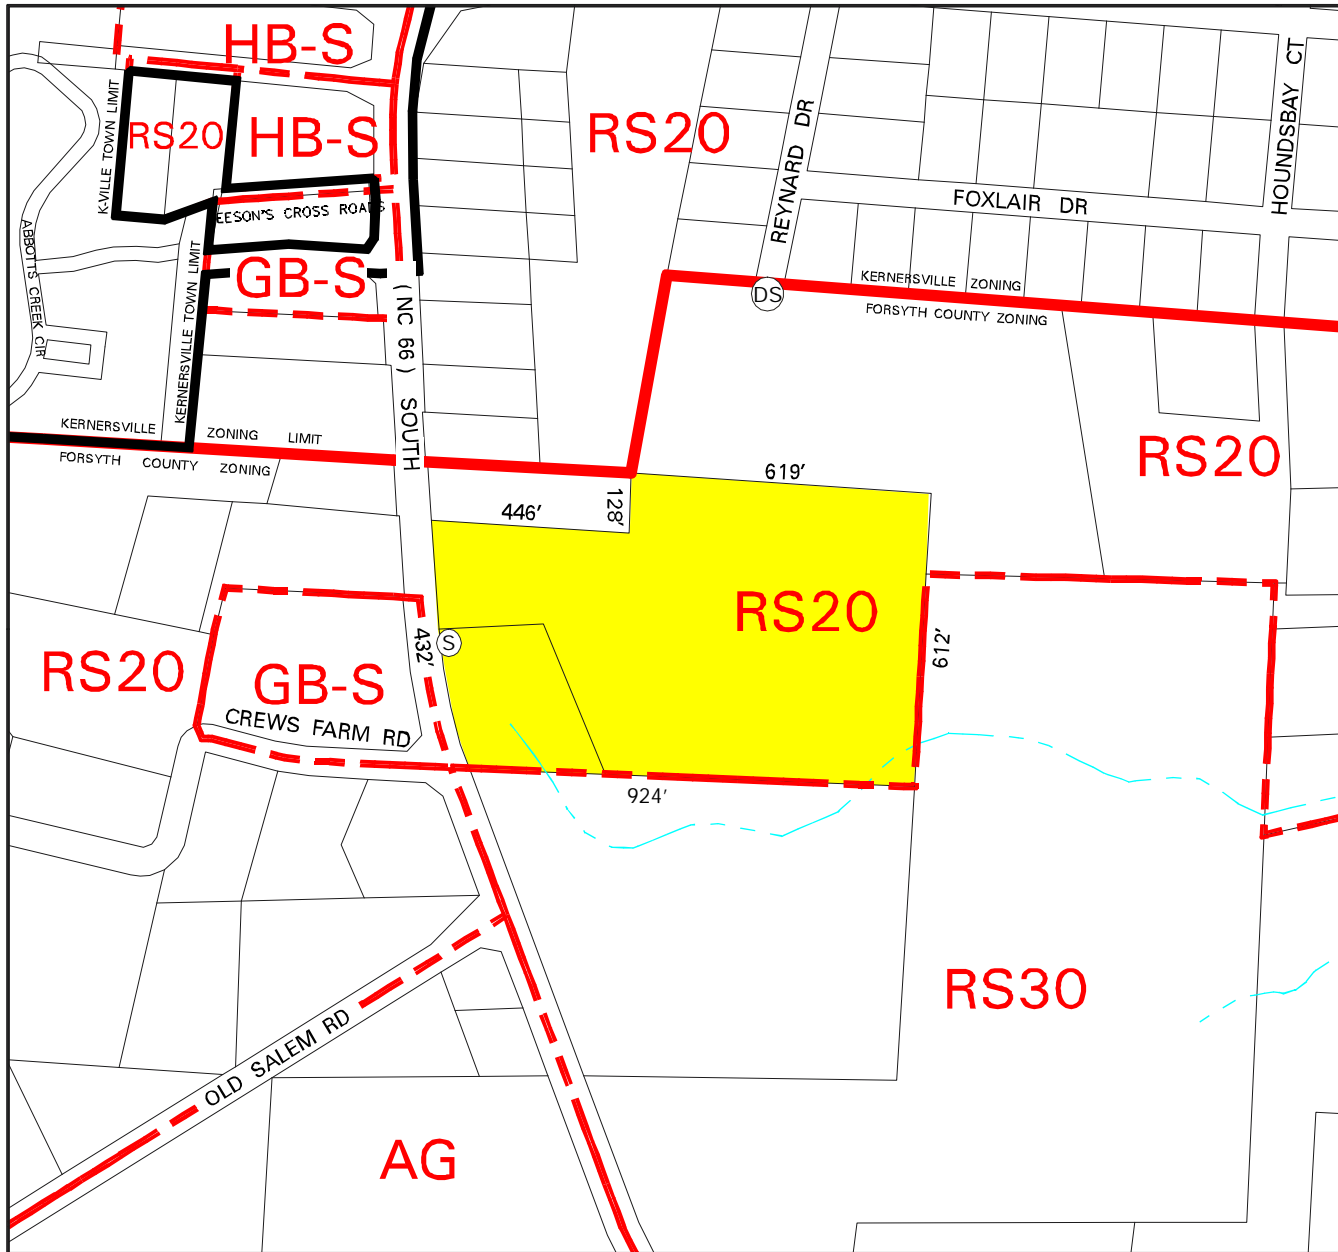 HB-S
RS20
HB-S
RS20
K-VILLE TOWN LIMIT
REYNARD DR
HOUNDSBAY CT
FOXLAIR DR
EESON'S CROSS ROADS
ABBOTTS CREEK CIR
KERNERSVILLE TOWN LIMIT
GB-S
(NC 66) SOUTH
DS
KERNERSVILLE ZONING
FORSYTH COUNTY ZONING
KERNERSVILLE ZONING LIMIT
FORSYTH COUNTY ZONING
RS20
619'
446'
128'
RS20
S
432'
612'
RS20
GB-S
CREWS FARM RD
924'
RS30
OLD SALEM RD
AG